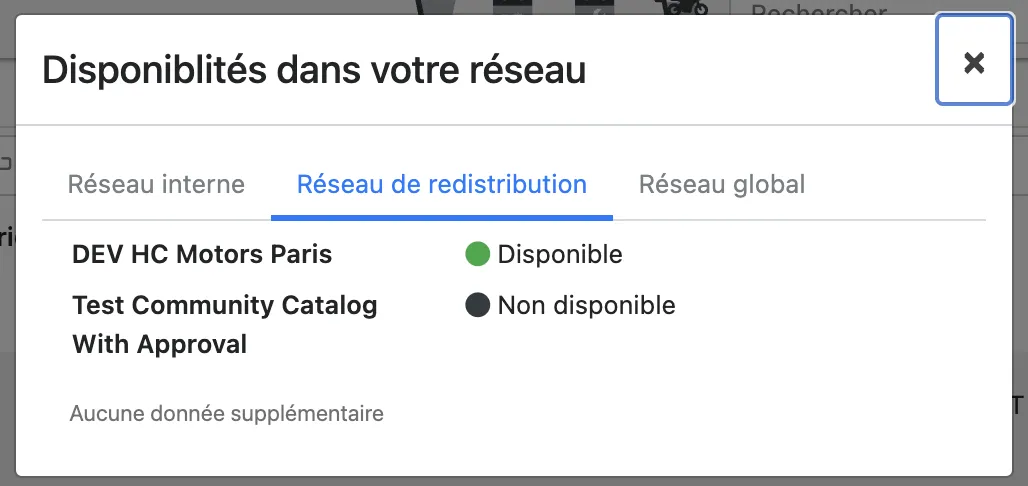 Rechercher
Disponiblités dans votre réseau
Réseau interne Réseau de redistribution Réseau global
DEV HC Motors Paris Disponible
Test Community Catalog Non disponible
With Approval
Aucune donnée supplémentaire